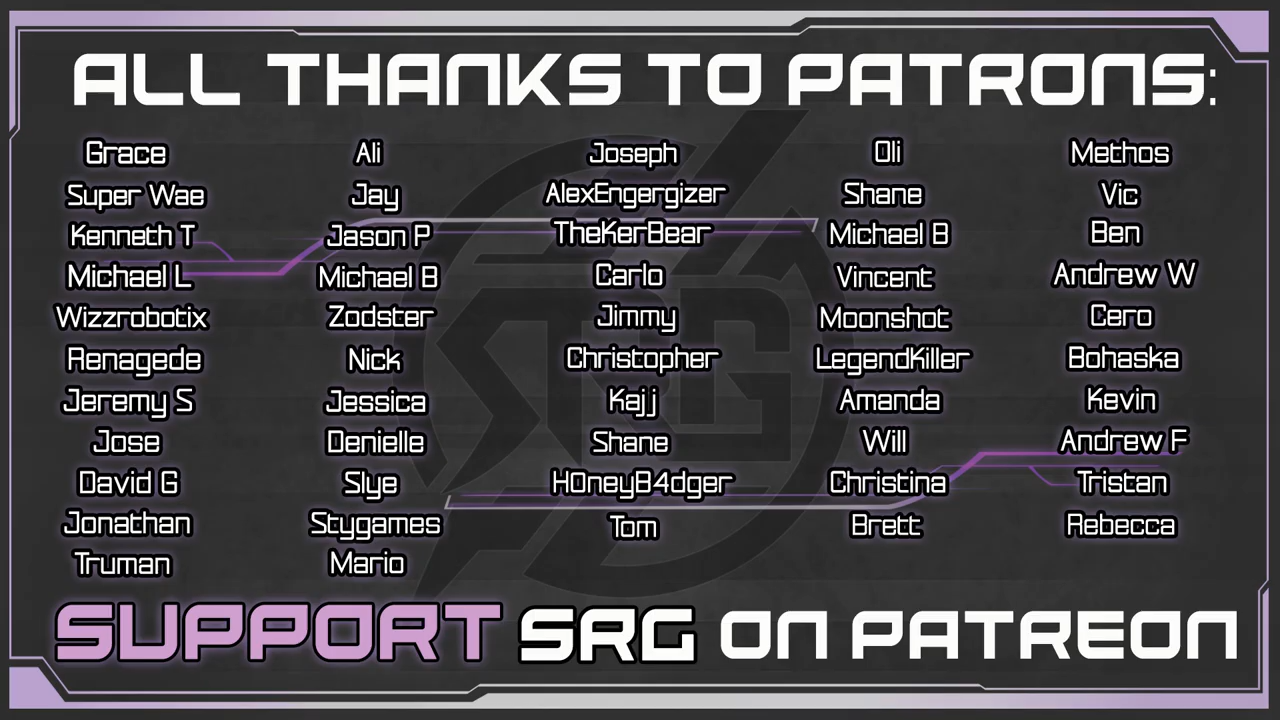 ALL THANKS TO PATRONS:
Grace Ali Joseph Oli Methos
Super Wae Jay AlexEngergizer Shane Vic
Kenneth T Jason P TheKerBear Michael B Ben
Michael L Michael B Carlo Vincent Andrew W
Wizzrobotix Zodster Jimmy Moonshot Cero
Renagede Nick Christopher LegendKiller Bohaska
Jeremy S Jessica Kajj Amanda Kevin
Jose Denielle Shane Will Andrew F
David G Slye H0neyB4dger Christina Tristan
Jonathan Stygames Tom Brett Rebecca
Truman Mario
SUPPORT SRG ON PATREON
SRG